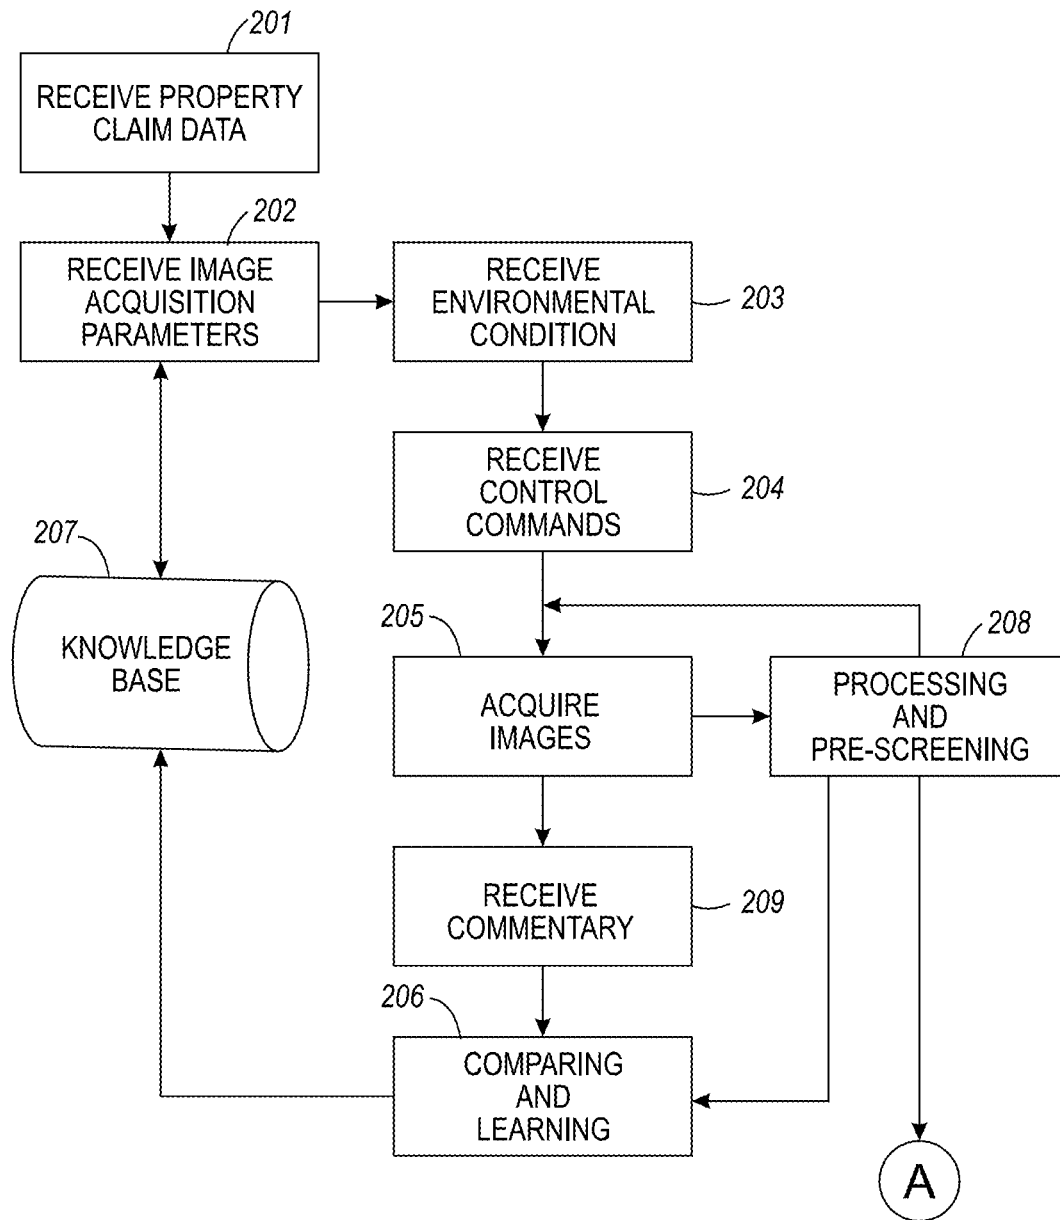 201
RECEIVE PROPERTY
CLAIM DATA
202
RECEIVE IMAGE
ACQUISITION
PARAMETERS
RECEIVE
ENVIRONMENTAL
CONDITION
203
RECEIVE
CONTROL
COMMANDS
204
207
KNOWLEDGE
BASE
205
ACQUIRE
IMAGES
208
PROCESSING
AND
PRE-SCREENING
RECEIVE
COMMENTARY
209
206
COMPARING
AND
LEARNING
A